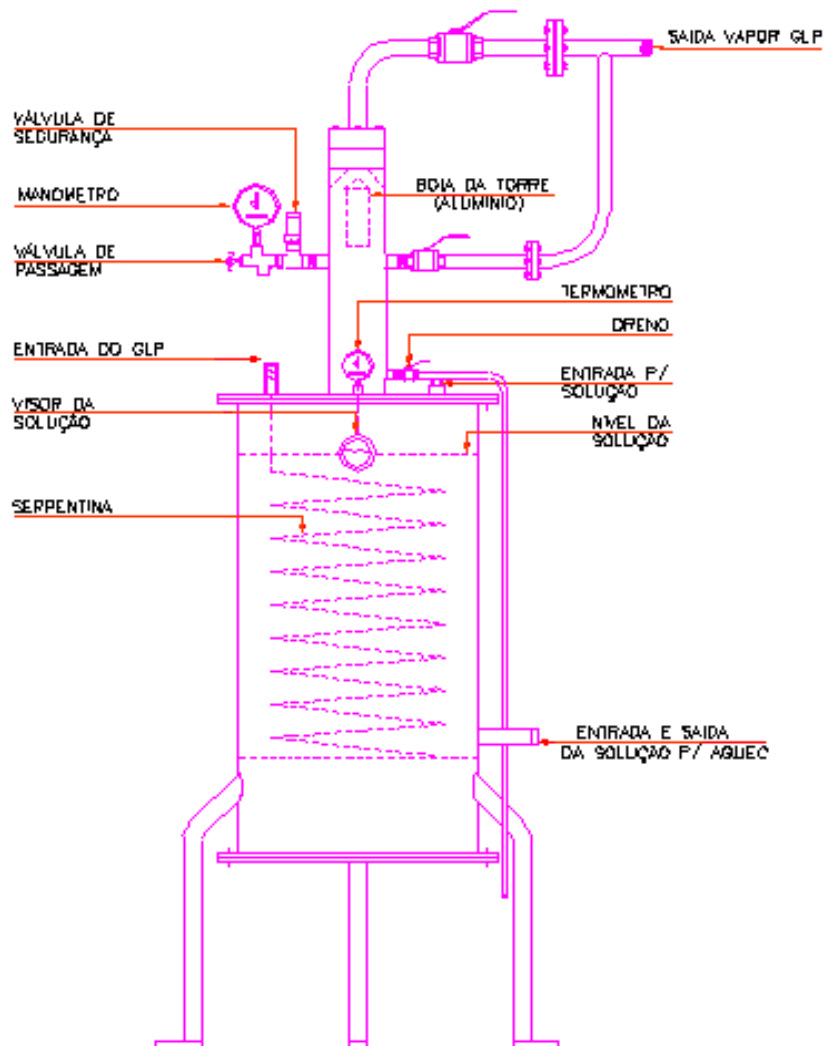 SAIDA VAPOR GLP
VÁLVULA DE
SEGURANÇA
MANOMETRO
BOIA DA TORRE
(ALUMINIO)
VÁLVULA DE
PASSAGEM
TERMOMETRO
DRENO
ENTRADA DO GLP
ENTRADA P/
SOLUÇÃO
VISOR DA
SOLUÇÃO
NIVEL DA
SOLUÇÃO
SERPENTINA
ENTRADA E SAIDA
DA SOLUÇÃO P/ AQUEC